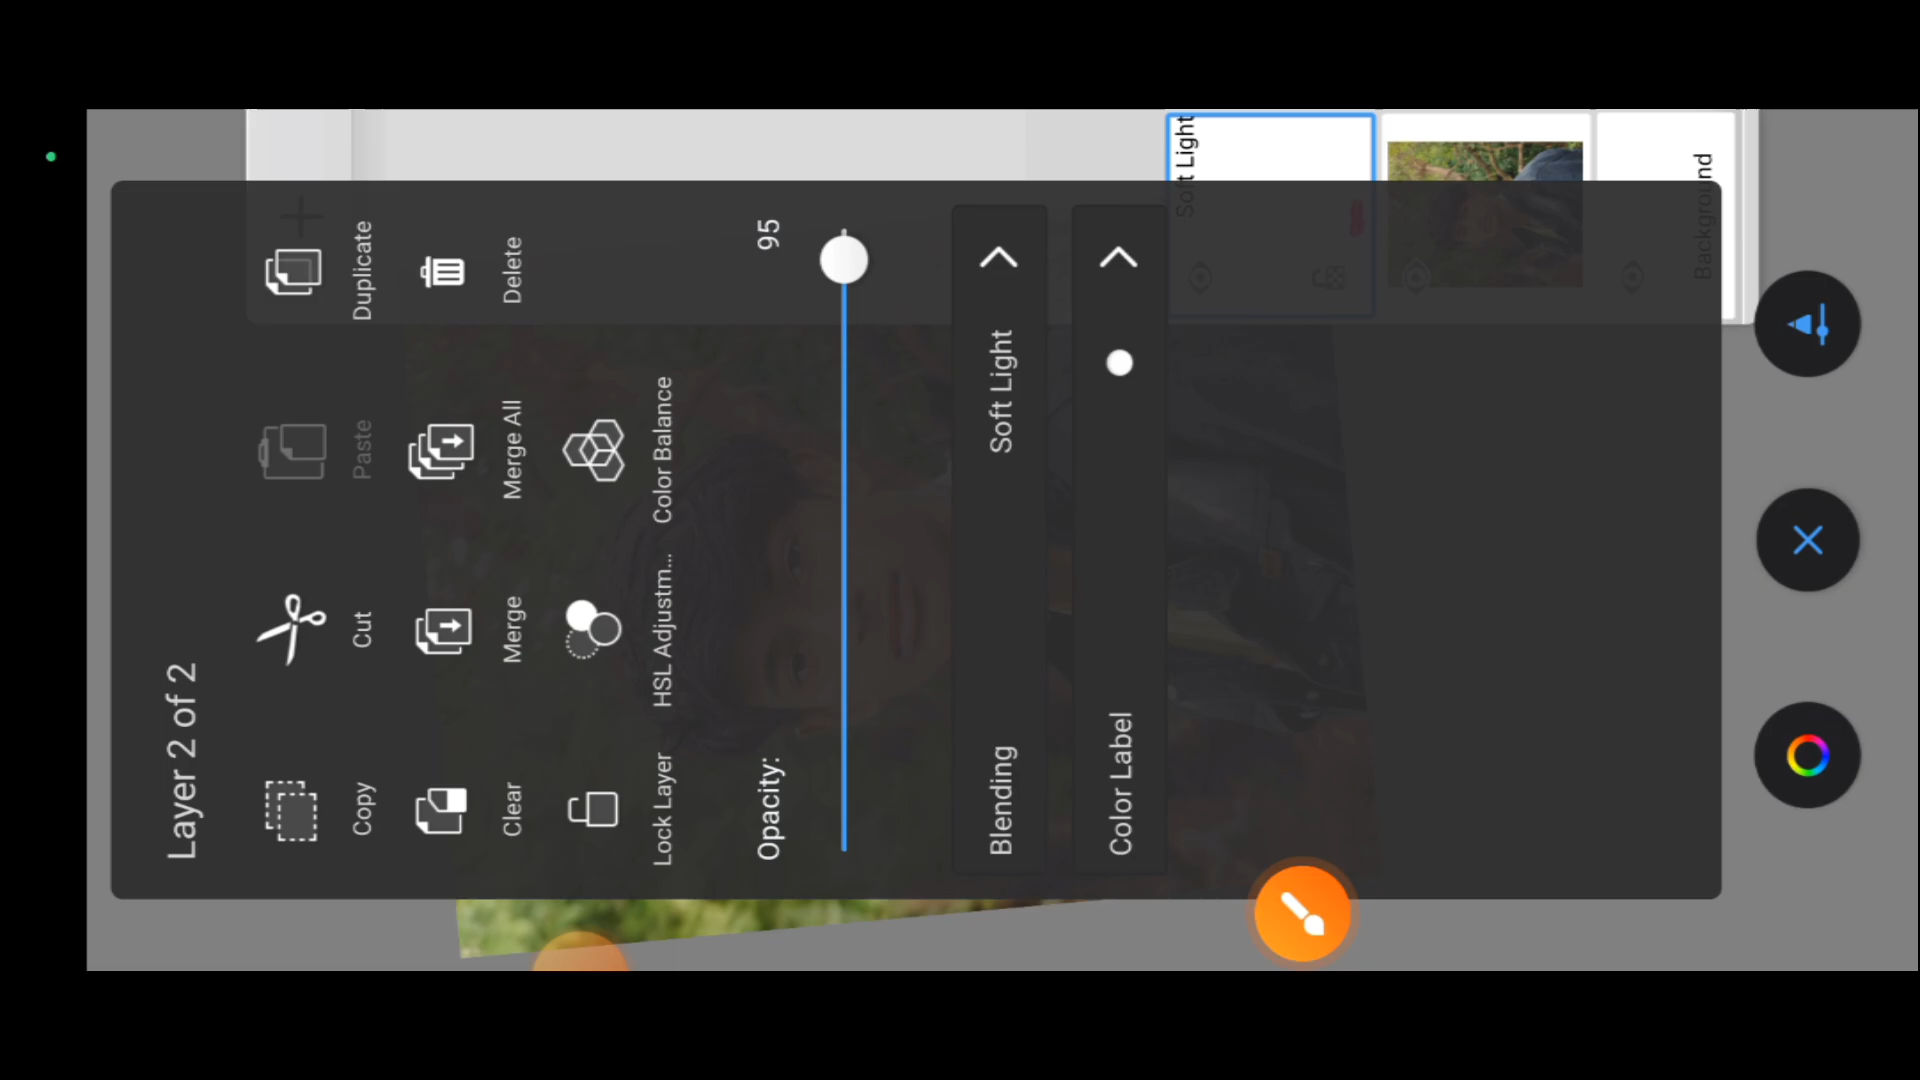 Soft Light
Background
Layer 2 of 2
Copy
Cut
Paste
Duplicate
Clear
Merge
Merge All
Delete
Lock Layer
HSL Adjustm...
Color Balance
Opacity:
95
Blending
Soft Light
Color Label